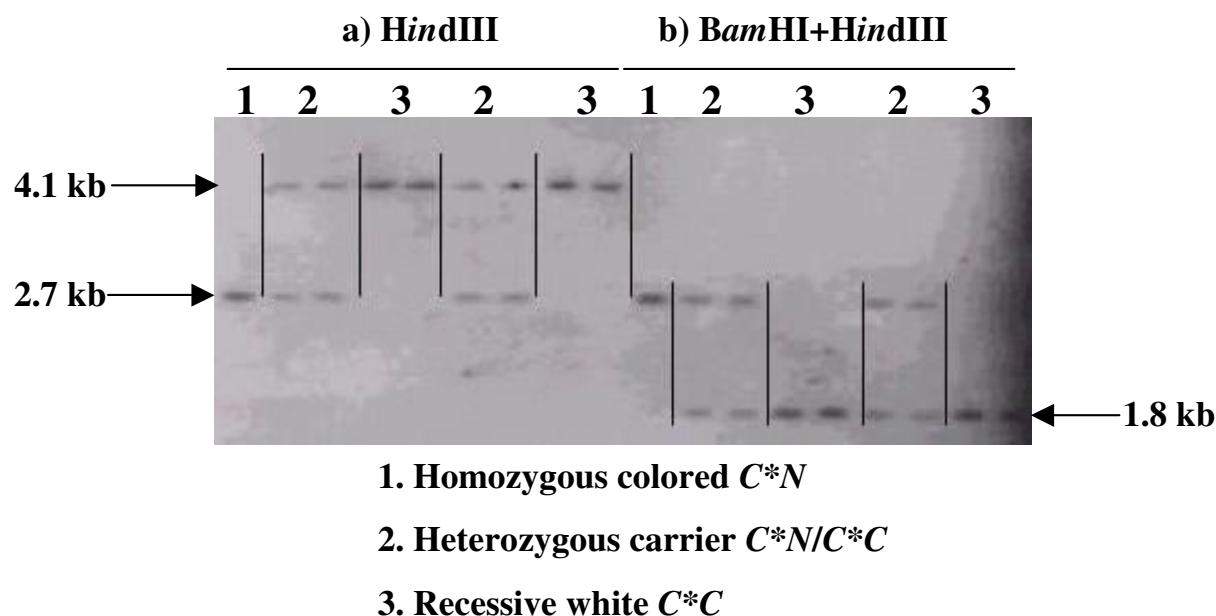 a) HindIII b) BamHI+HindIII
1 2 3 2 3 1 2 3 2 3
4.1 kb
2.7 kb
1.8 kb
1. Homozygous colored C*N
2. Heterozygous carrier C*N/C*C
3. Recessive white C*C